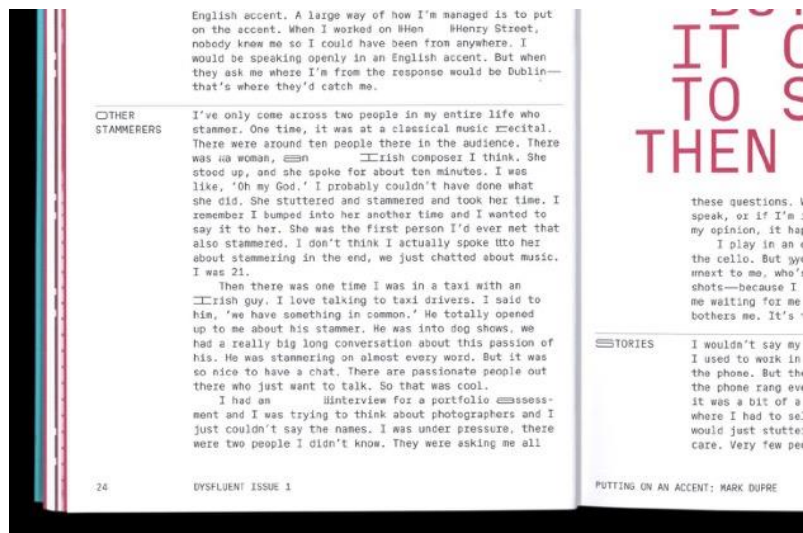 English accent. A large way of how I'm managed is to put
on the accent. When I worked on HHen HHenry Street,
nobody knew me so I could have been from anywhere. I
would be speaking openly in an English accent. But when
they ask me where I'm from the response would be Dublin—
that's where they'd catch me.
OTHER
STAMMERERS
I've only come across two people in my entire life who
stammer. One time, it was at a classical music recital.
There were around ten people there in the audience. There
was aa woman, an Irish composer I think. She
stood up, and she spoke for about ten minutes. I was
like, 'Oh my God.' I probably couldn't have done what
she did. She stuttered and stammered and took her time. I
remember I bumped into her another time and I wanted to
say it to her. She was the first person I'd ever met that
also stammered. I don't think I actually spoke ttto her
about stammering in the end, we just chatted about music.
I was 21.
Then there was one time I was in a taxi with an
Irish guy. I love talking to taxi drivers. I said to
him, 'we have something in common.' He totally opened
up to me about his stammer. He was into dog shows, we
had a really big long conversation about this passion of
his. He was stammering on almost every word. But it was
so nice to have a chat. There are passionate people out
there who just want to talk. So that was cool.
I had an iiinterview for a portfolio assess-
ment and I was trying to think about photographers and I
just couldn't say the names. I was under pressure, there
were two people I didn't know. They were asking me all
24
DYSFLUENT ISSUE 1
IT
TO S
THEN
these questions. W
speak, or if I'm
my opinion, it hap
I play in an e
the cello. But yye
nnext to me, who's
shots—because I
me waiting for me
bothers me. It's
STORIES
I wouldn't say my
I used to work in
the phone. But the
the phone rang eve
it was a bit of a
where I had to sel
would just stutte
care. Very few peo
PUTTING ON AN ACCENT: MARK DUPRE